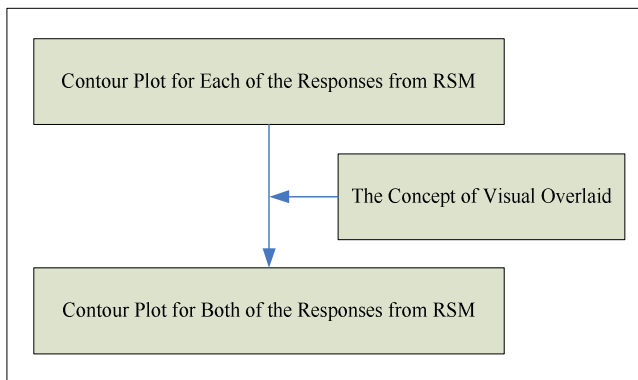 Contour Plot for Each of the Responses from RSM
The Concept of Visual Overlaid
Contour Plot for Both of the Responses from RSM